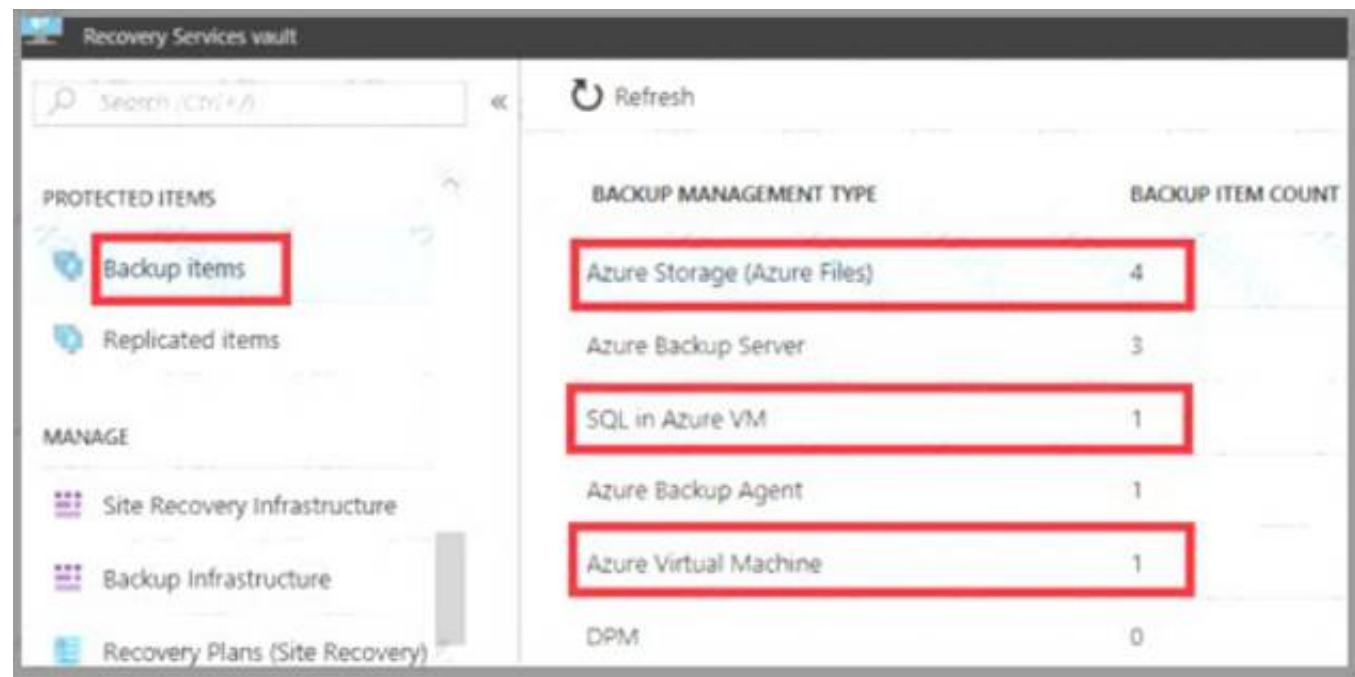 Recovery Services vault
Search (Ctrl+/)
«
Refresh
PROTECTED ITEMS
Backup items
Replicated items
MANAGE
Site Recovery Infrastructure
Backup Infrastructure
Recovery Plans (Site Recovery)
BACKUP MANAGEMENT TYPE BACKUP ITEM COUNT
Azure Storage (Azure Files) 4
Azure Backup Server 3
SQL in Azure VM 1
Azure Backup Agent 1
Azure Virtual Machine 1
DPM 0